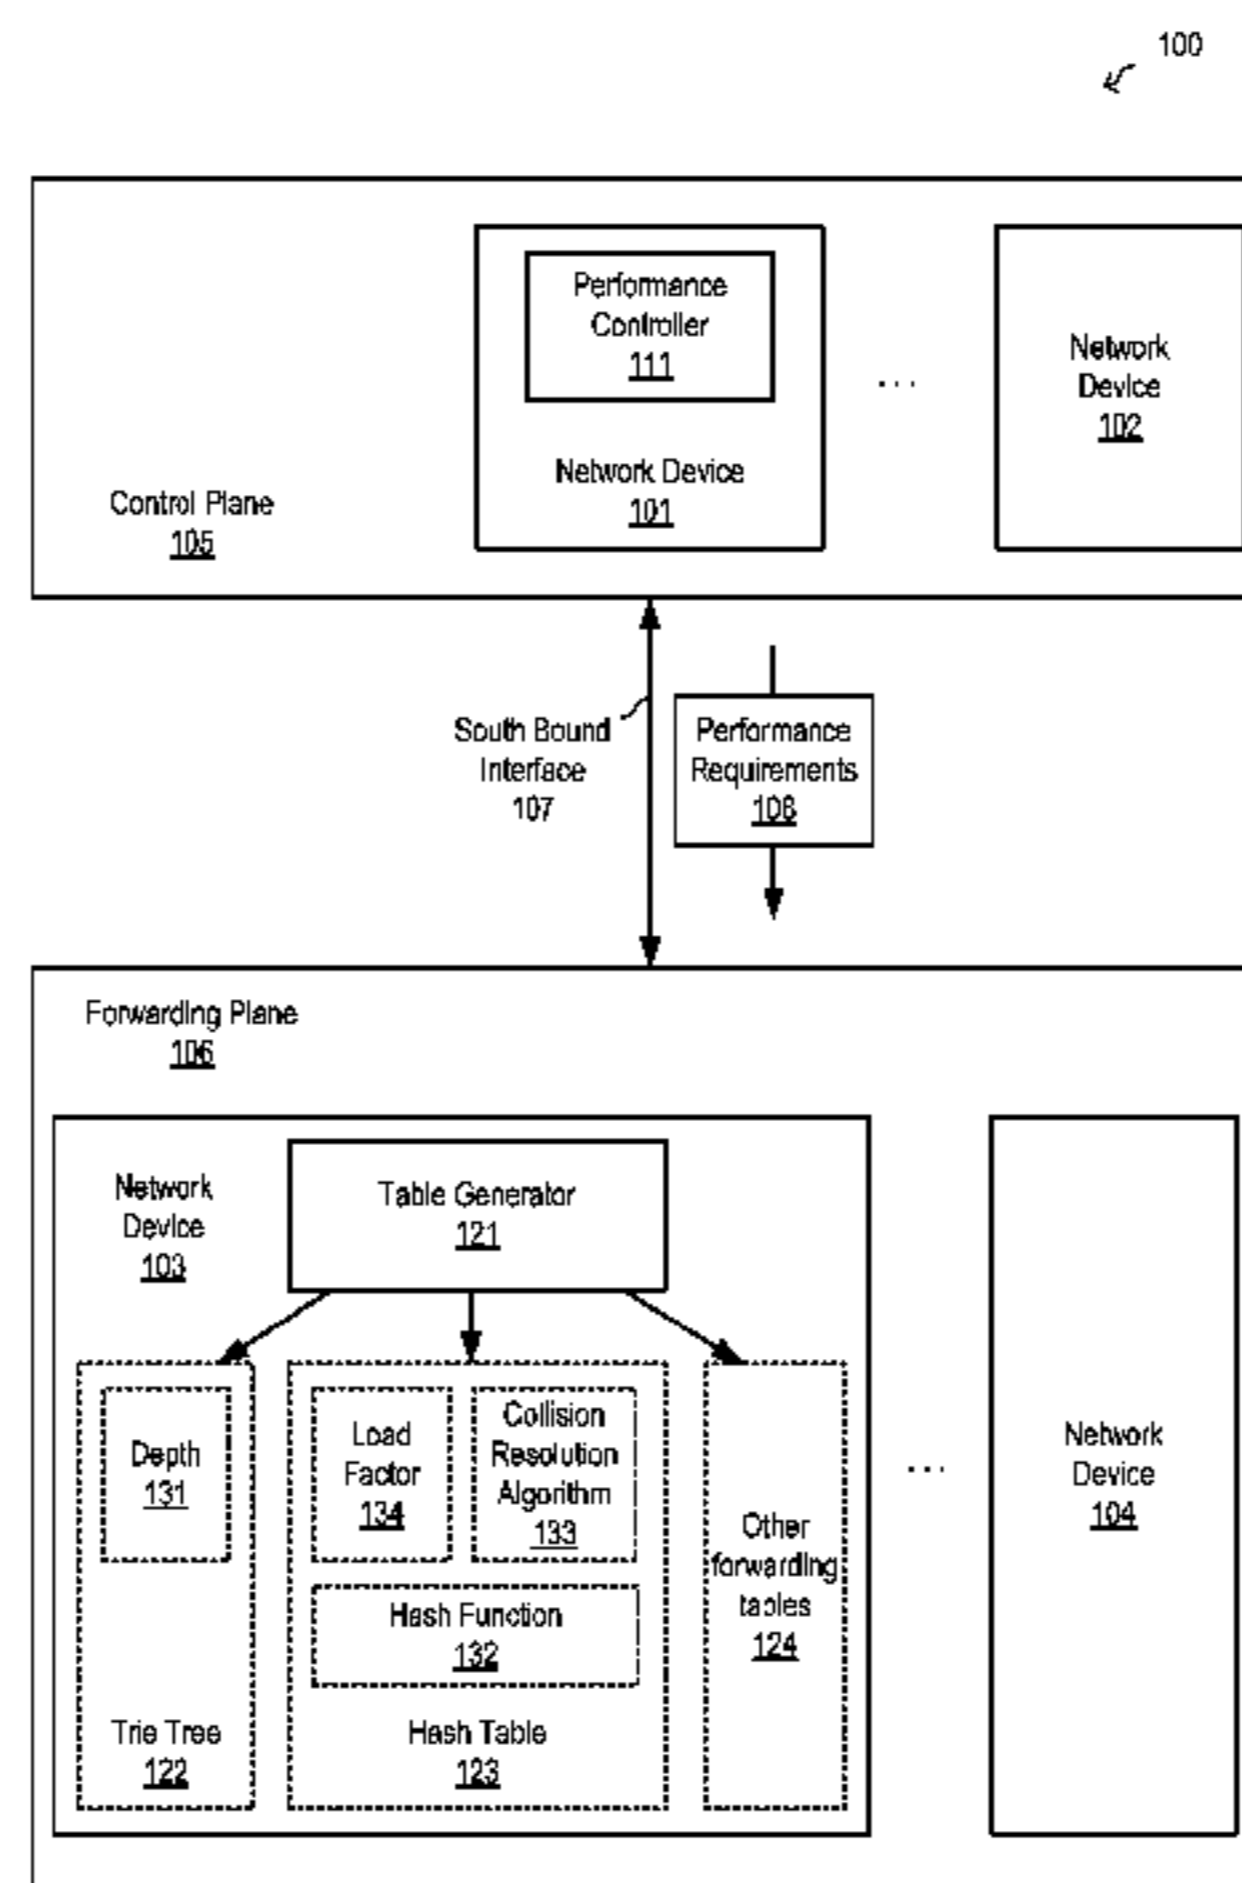 100
Performance
Controller
111
Network Device
101
...
Network
Device
102
Control Plane
105
South Bound
Interface
107
Performance
Requirements
108
Forwarding Plane
106
Network
Device
103
Table Generator
121
Depth
131
Trie Tree
122
Load
Factor
134
Collision
Resolution
Algorithm
133
Hash Function
132
Hash Table
123
Other
forwarding
tables
124
...
Network
Device
104